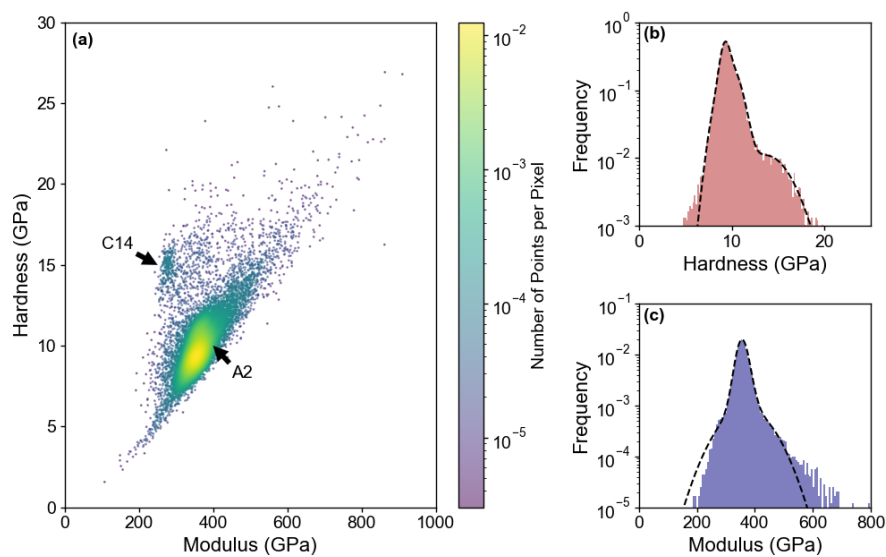 (a)
30
25
20
15
10
5
0
Hardness (GPa)
C14
A2
0 200 400 600 800 1000
Modulus (GPa)
10⁻²
10⁻³
10⁻⁴
10⁻⁵
Number of Points per Pixel
(b)
10⁰
10⁻¹
10⁻²
10⁻³
Frequency
0 10 20
Hardness (GPa)
(c)
10⁻¹
10⁻²
10⁻³
10⁻⁴
10⁻⁵
Frequency
0 200 400 600 800
Modulus (GPa)